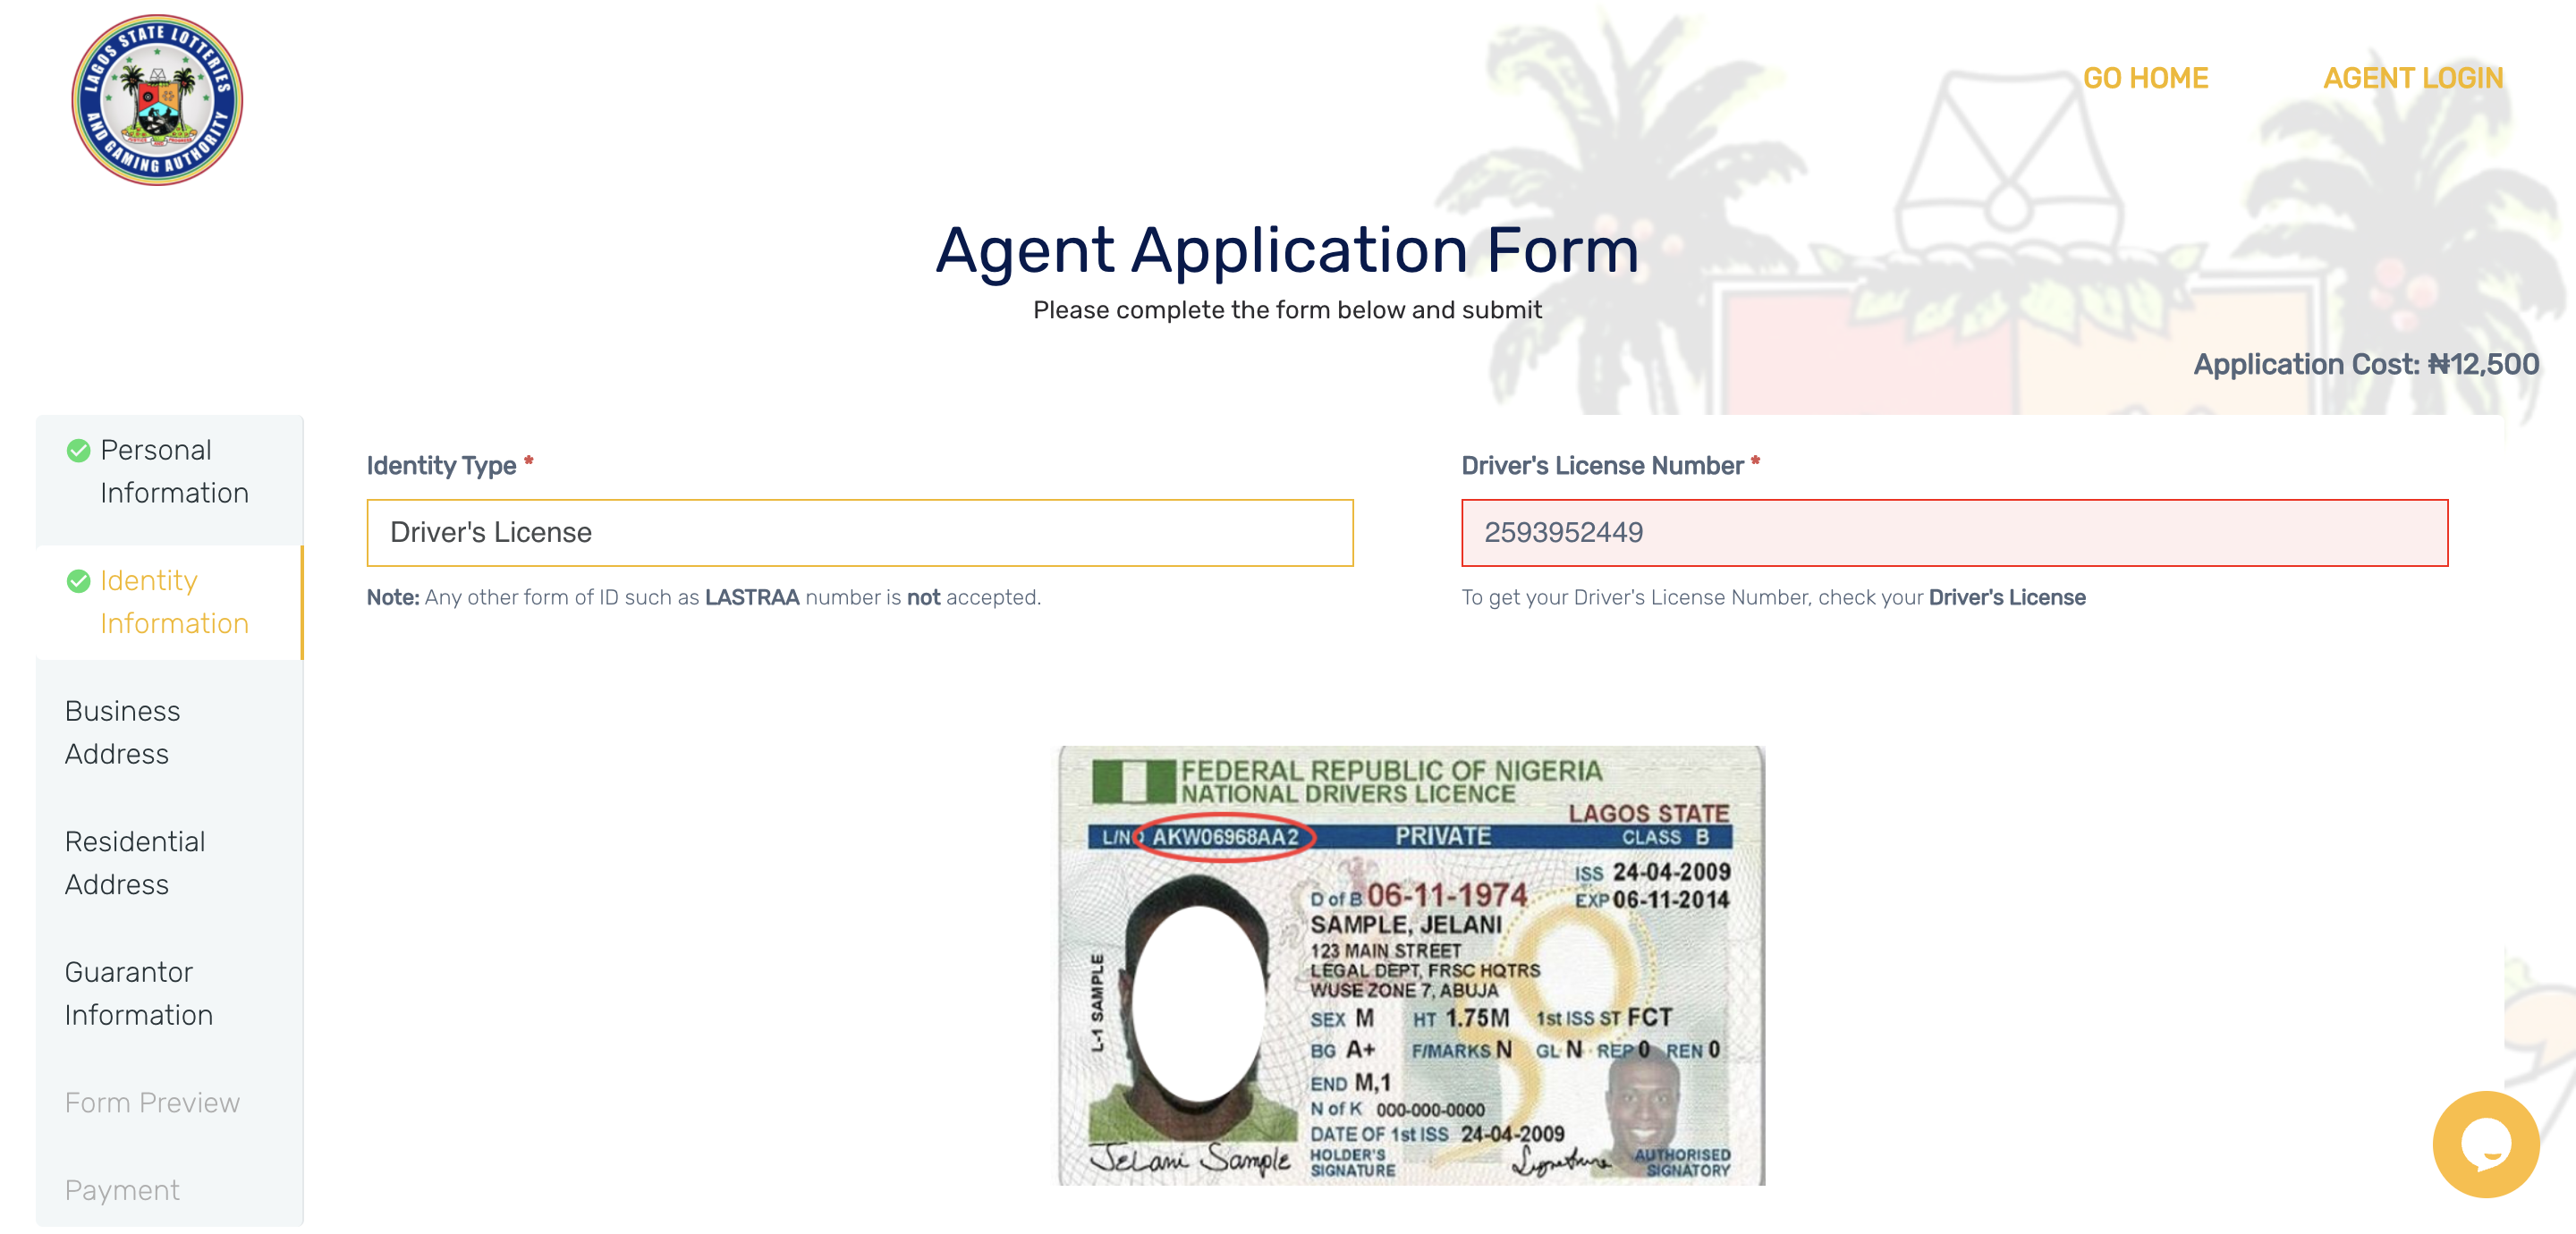 LAGOS STATE LOTTERIES
AND GAMING AUTHORITY
GO HOME
AGENT LOGIN
Agent Application Form
Please complete the form below and submit
Application Cost: ₦12,500
Personal
Information
Identity
Information
Business
Address
Residential
Address
Guarantor
Information
Form Preview
Payment
Identity Type *
Driver's License
Note: Any other form of ID such as LASTRAA number is not accepted.
Driver's License Number *
2593952449
To get your Driver's License Number, check your Driver's License
FEDERAL REPUBLIC OF NIGERIA
NATIONAL DRIVERS LICENCE
LAGOS STATE
L/NO AKW06968AA2 PRIVATE CLASS B
ISS 24-04-2009
D of B 06-11-1974 EXP 06-11-2014
SAMPLE, JELANI
123 MAIN STREET
LEGAL DEPT, FRSC HQTRS
WUSE ZONE 7, ABUJA
SEX M HT 1.75M 1st ISS ST FCT
BG A+ F/MARKS N GL N REP 0 REN 0
END M,1
N of K 000-000-0000
DATE OF 1st ISS 24-04-2009
L-1 SAMPLE
Jelani Sample
HOLDER'S
SIGNATURE
Signature
AUTHORISED
SIGNATORY